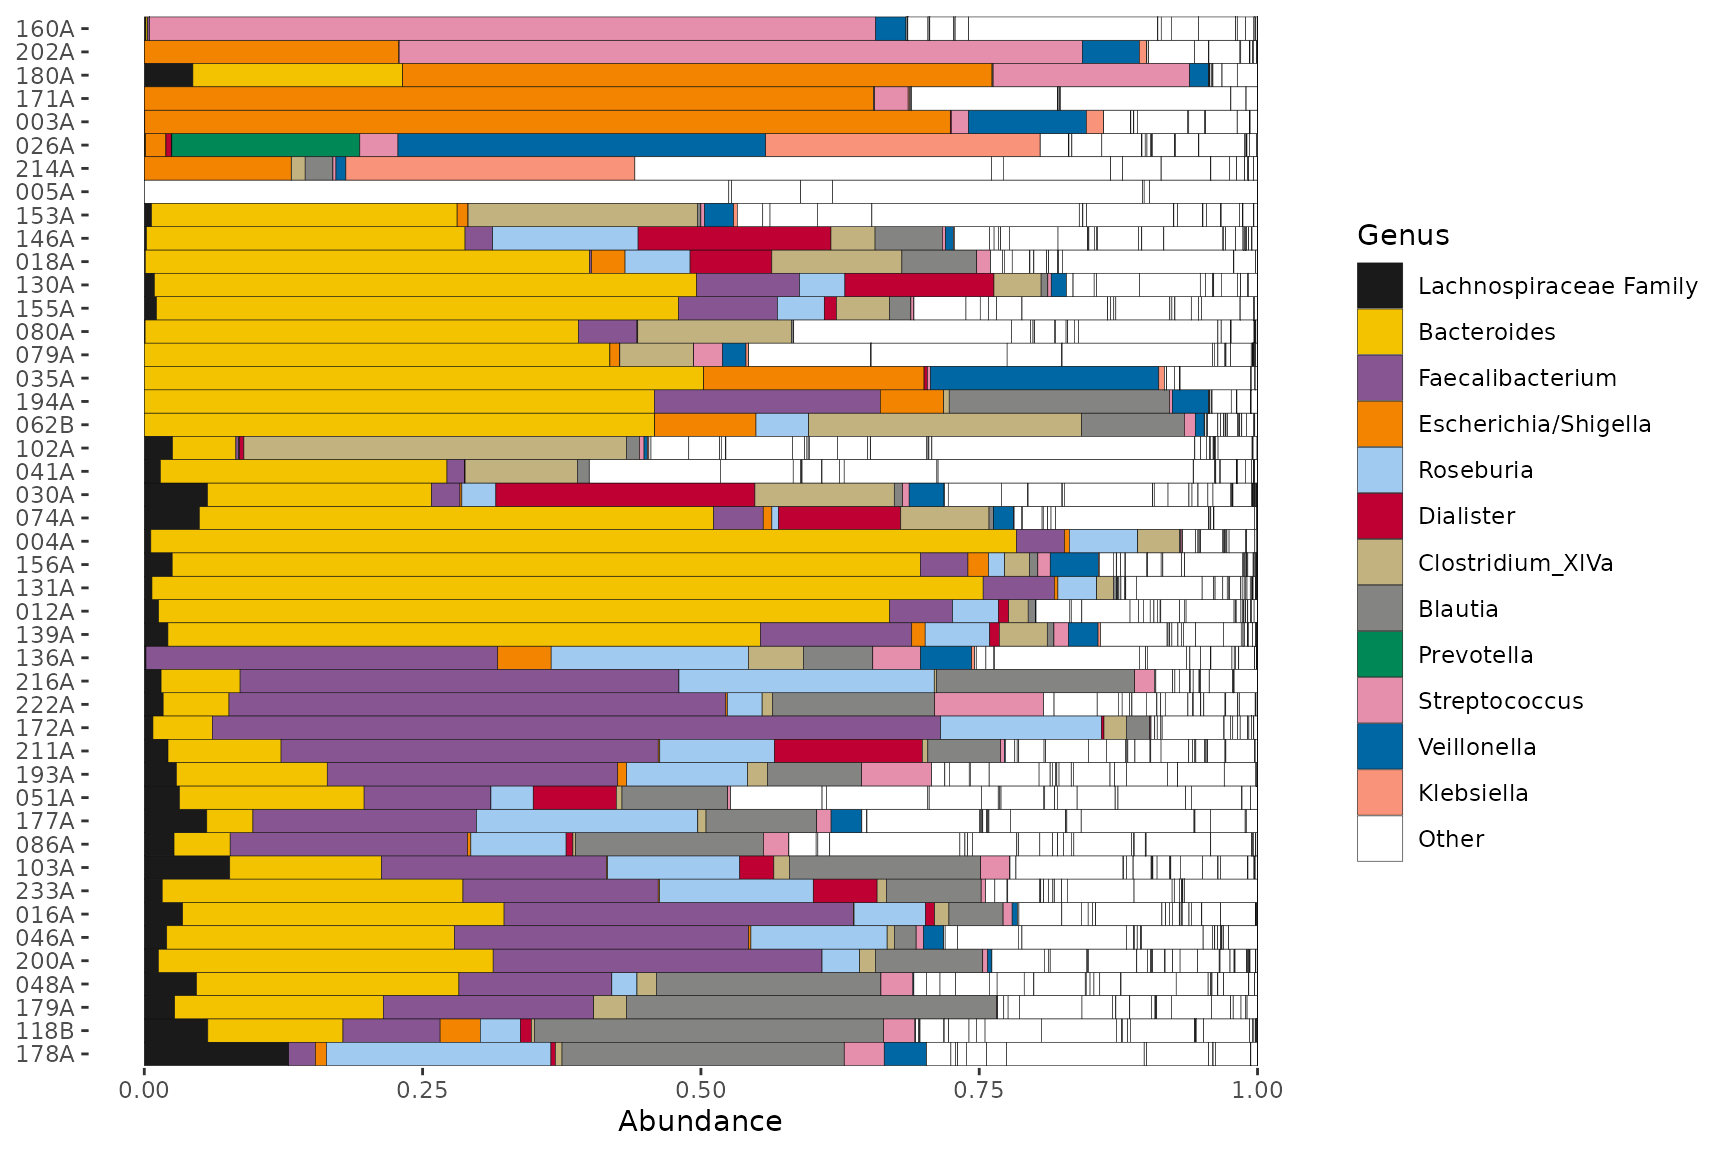 160A
202A
180A
171A
003A
026A
214A
005A
153A
146A
018A
130A
155A
080A
079A
035A
194A
062B
102A
041A
030A
074A
004A
156A
131A
012A
139A
136A
216A
222A
172A
211A
193A
051A
177A
086A
103A
233A
016A
046A
200A
048A
179A
118B
178A
0.00 0.25 0.50 0.75 1.00
Abundance
Genus
Lachnospiraceae Family
Bacteroides
Faecalibacterium
Escherichia/Shigella
Roseburia
Dialister
Clostridium_XIVa
Blautia
Prevotella
Streptococcus
Veillonella
Klebsiella
Other